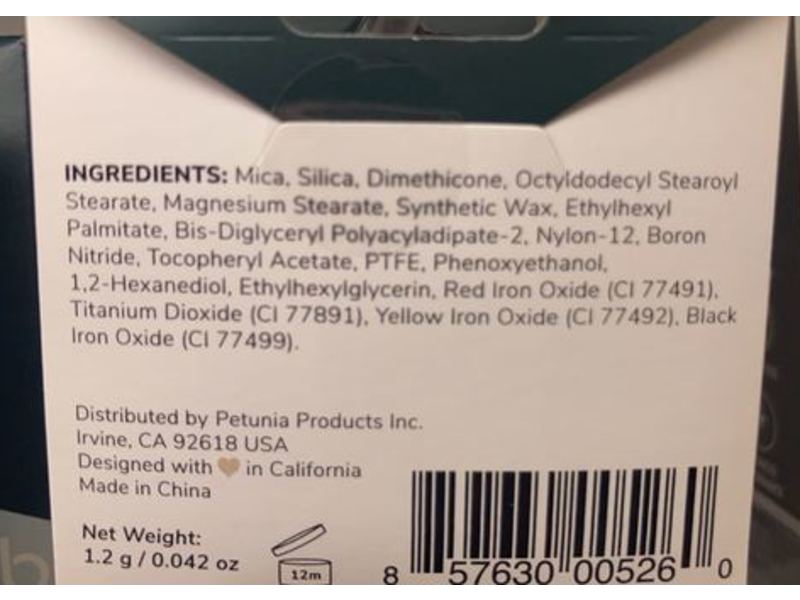 INGREDIENTS: Mica, Silica, Dimethicone, Octyldodecyl Stearoyl
Stearate, Magnesium Stearate, Synthetic Wax, Ethylhexyl
Palmitate, Bis-Diglyceryl Polyacyladipate-2, Nylon-12, Boron
Nitride, Tocopheryl Acetate, PTFE, Phenoxyethanol,
1,2-Hexanediol, Ethylhexylglycerin, Red Iron Oxide (CI 77491),
Titanium Dioxide (CI 77891), Yellow Iron Oxide (CI 77492), Black
Iron Oxide (CI 77499).
Distributed by Petunia Products Inc.
Irvine, CA 92618 USA
Designed with 🤎 in California
Made in China
Net Weight:
1.2 g / 0.042 oz
12m
8 57630 00526 0